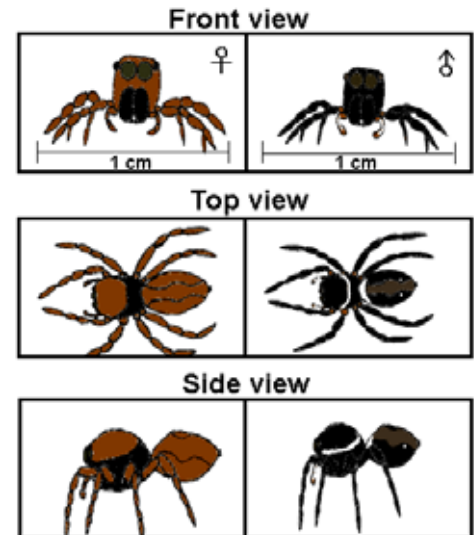 Front view
♀ ♂
1 cm 1 cm
Top view
Side view